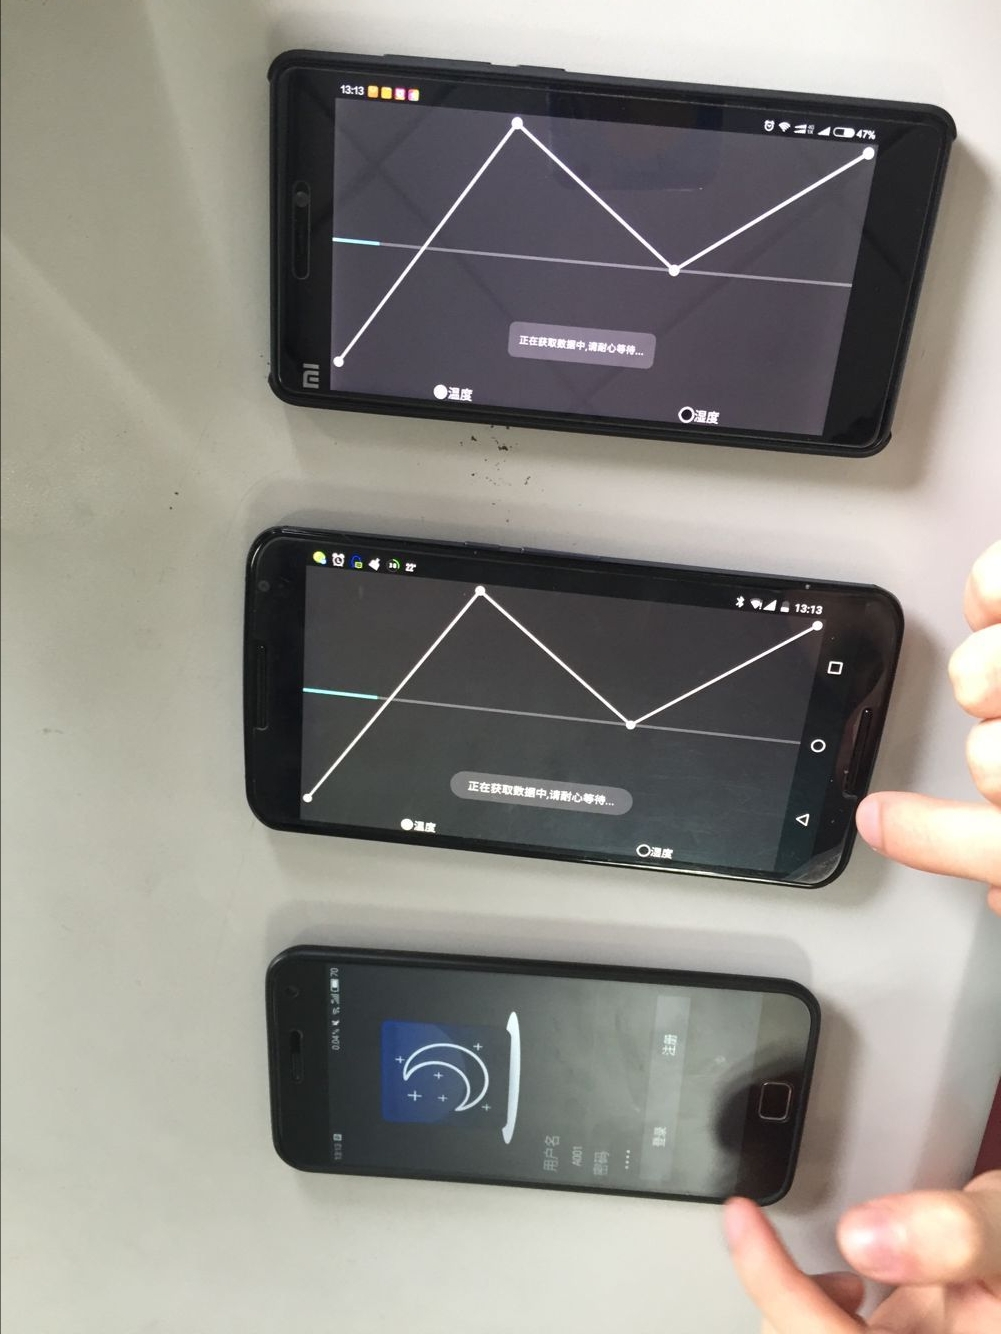 13:13
47%
正在获取数据中,请耐心等待...
温度
湿度
22°
13:13
正在获取数据中,请耐心等待...
温度
湿度
13:13
70
用户名
A001
密码
••••
登录
注册